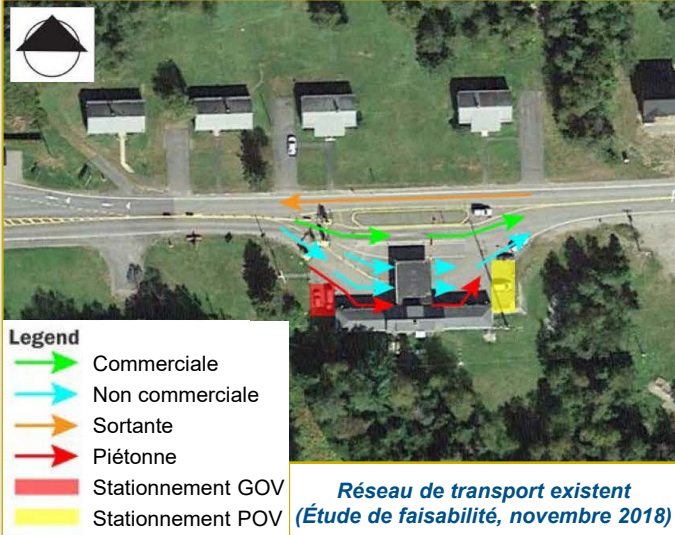 Legend
Commerciale
Non commerciale
Sortante
Piétonne
Stationnement GOV
Stationnement POV
Réseau de transport existent
(Étude de faisabilité, novembre 2018)